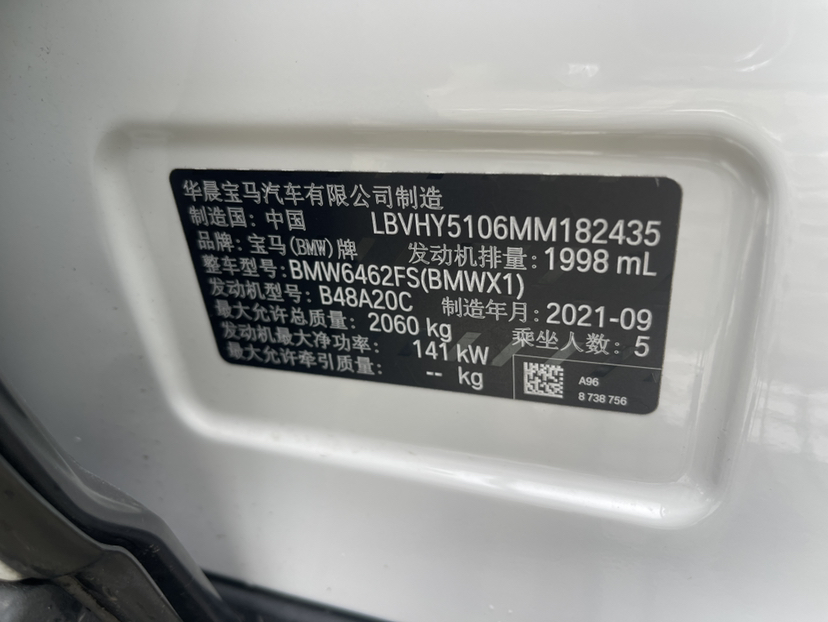 华晨宝马汽车有限公司制造
制造国: 中国 LBVHY5106MM182435
品牌: 宝马(BMW)牌 发动机排量: 1998 mL
整车型号: BMW6462FS(BMWX1)
发动机型号: B48A20C 制造年月: 2021-09
最大允许总质量: 2060 kg 乘坐人数: 5
发动机最大净功率: 141 kW
最大允许牵引质量: -- kg
A96
8 738 756